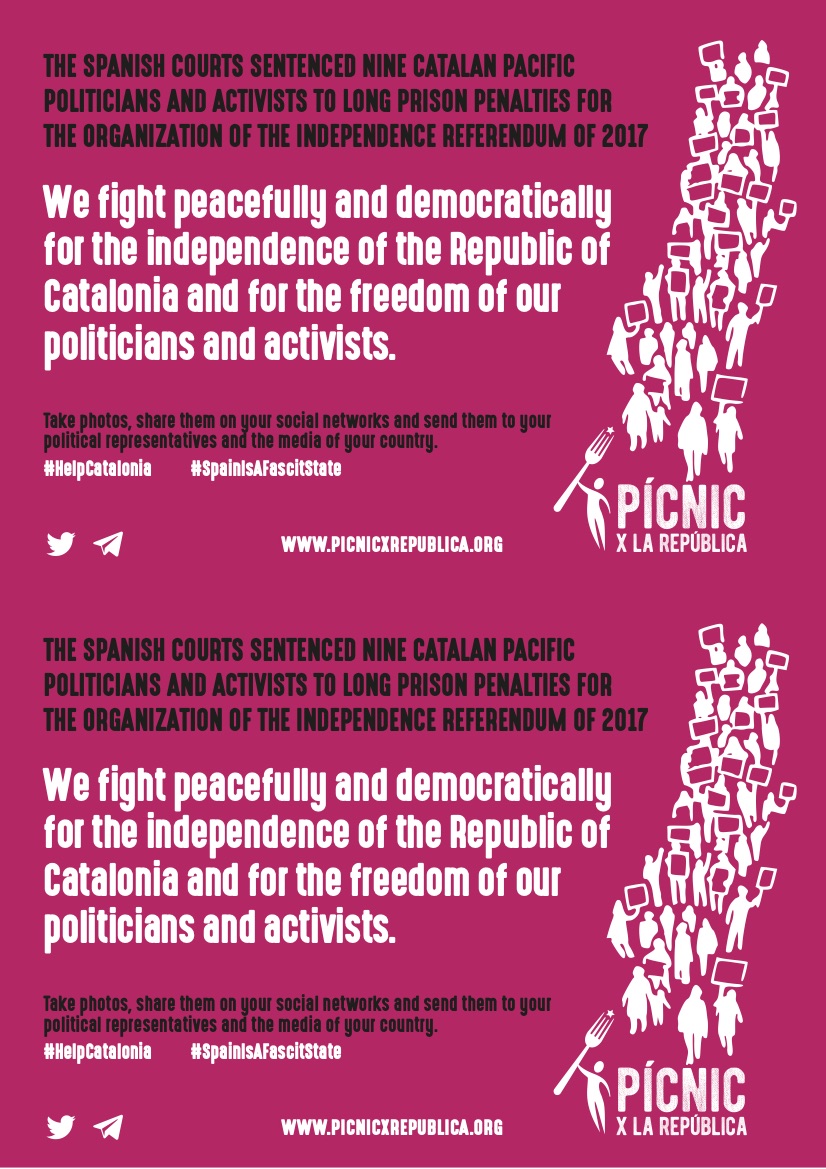 THE SPANISH COURTS SENTENCED NINE CATALAN PACIFIC
POLITICIANS AND ACTIVISTS TO LONG PRISON PENALTIES FOR
THE ORGANIZATION OF THE INDEPENDENCE REFERENDUM OF 2017
We fight peacefully and democratically
for the independence of the Republic of
Catalonia and for the freedom of our
politicians and activists.
Take photos, share them on your social networks and send them to your
political representatives and the media of your country.
#HelpCatalonia #SpainIsAFascitState
WWW.PICNICXREPUBLICA.ORG
PÍCNIC
X LA REPÚBLICA
THE SPANISH COURTS SENTENCED NINE CATALAN PACIFIC
POLITICIANS AND ACTIVISTS TO LONG PRISON PENALTIES FOR
THE ORGANIZATION OF THE INDEPENDENCE REFERENDUM OF 2017
We fight peacefully and democratically
for the independence of the Republic of
Catalonia and for the freedom of our
politicians and activists.
Take photos, share them on your social networks and send them to your
political representatives and the media of your country.
#HelpCatalonia #SpainIsAFascitState
WWW.PICNICXREPUBLICA.ORG
PÍCNIC
X LA REPÚBLICA